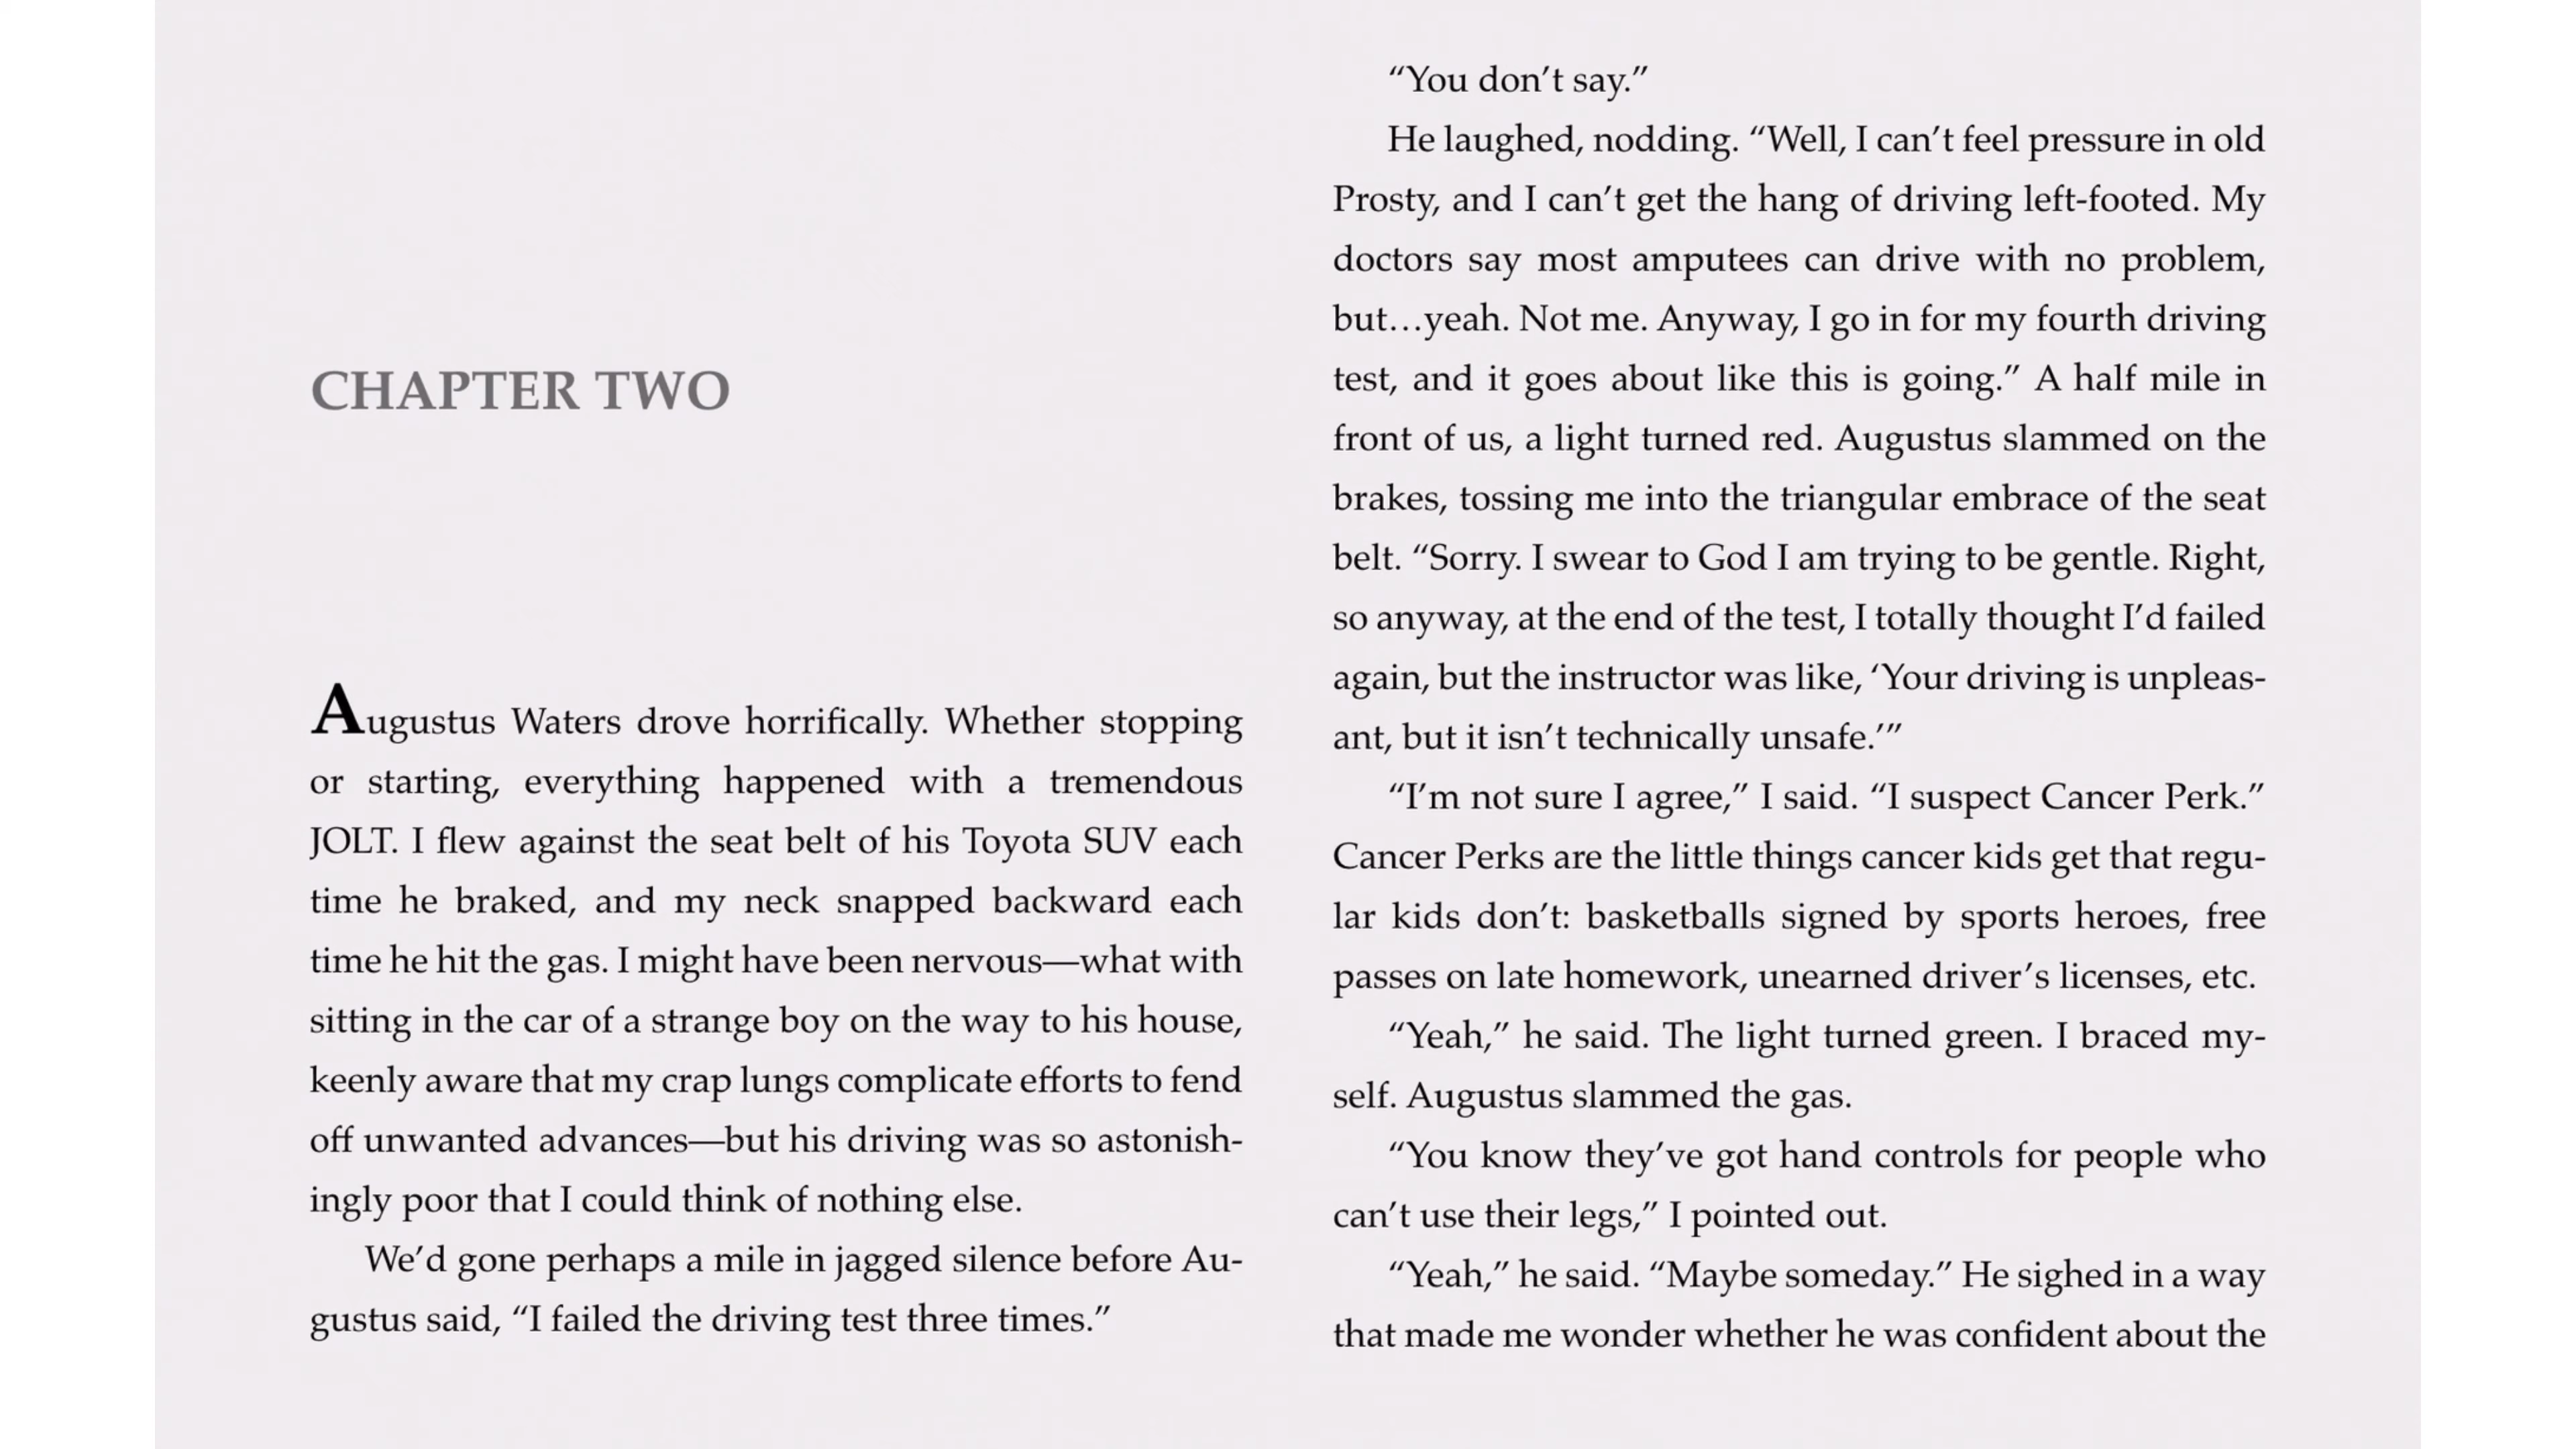 CHAPTER TWO
Augustus Waters drove horrifically. Whether stopping
or starting, everything happened with a tremendous
JOLT. I flew against the seat belt of his Toyota SUV each
time he braked, and my neck snapped backward each
time he hit the gas. I might have been nervous—what with
sitting in the car of a strange boy on the way to his house,
keenly aware that my crap lungs complicate efforts to fend
off unwanted advances—but his driving was so astonish-
ingly poor that I could think of nothing else.
We’d gone perhaps a mile in jagged silence before Au-
gustus said, “I failed the driving test three times.”
“You don’t say.”
He laughed, nodding. “Well, I can’t feel pressure in old
Prosty, and I can’t get the hang of driving left-footed. My
doctors say most amputees can drive with no problem,
but…yeah. Not me. Anyway, I go in for my fourth driving
test, and it goes about like this is going.” A half mile in
front of us, a light turned red. Augustus slammed on the
brakes, tossing me into the triangular embrace of the seat
belt. “Sorry. I swear to God I am trying to be gentle. Right,
so anyway, at the end of the test, I totally thought I’d failed
again, but the instructor was like, ‘Your driving is unpleas-
ant, but it isn’t technically unsafe.’”
“I’m not sure I agree,” I said. “I suspect Cancer Perk.”
Cancer Perks are the little things cancer kids get that regu-
lar kids don’t: basketballs signed by sports heroes, free
passes on late homework, unearned driver’s licenses, etc.
“Yeah,” he said. The light turned green. I braced my-
self. Augustus slammed the gas.
“You know they’ve got hand controls for people who
can’t use their legs,” I pointed out.
“Yeah,” he said. “Maybe someday.” He sighed in a way
that made me wonder whether he was confident about the